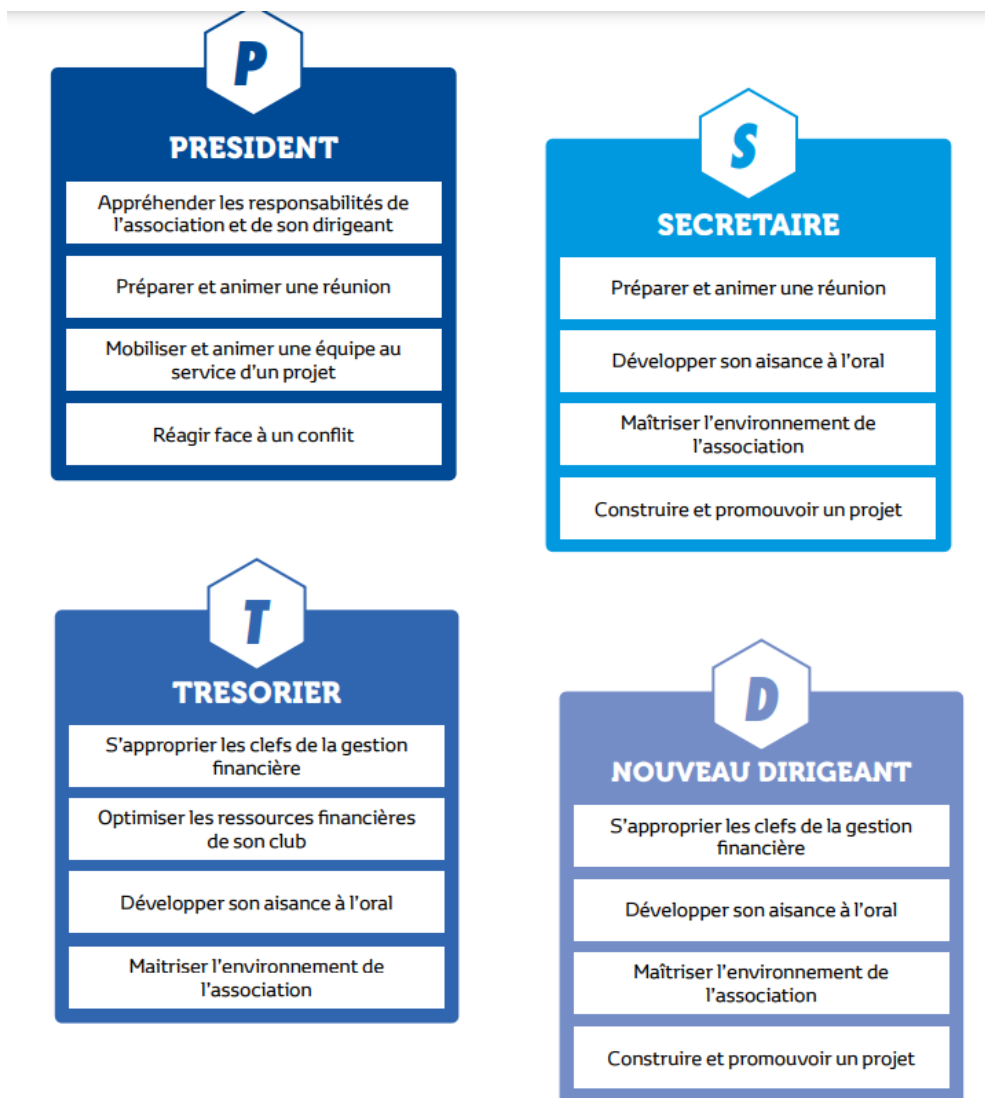 P
PRESIDENT
Appréhender les responsabilités de
l'association et de son dirigeant
Préparer et animer une réunion
Mobiliser et animer une équipe au
service d'un projet
Réagir face à un conflit
S
SECRETAIRE
Préparer et animer une réunion
Développer son aisance à l'oral
Maîtriser l'environnement de
l'association
Construire et promouvoir un projet
T
TRESORIER
S'approprier les clefs de la gestion
financière
Optimiser les ressources financières
de son club
Développer son aisance à l'oral
Maitriser l'environnement de
l'association
D
NOUVEAU DIRIGEANT
S'approprier les clefs de la gestion
financière
Développer son aisance à l'oral
Maîtriser l'environnement de
l'association
Construire et promouvoir un projet